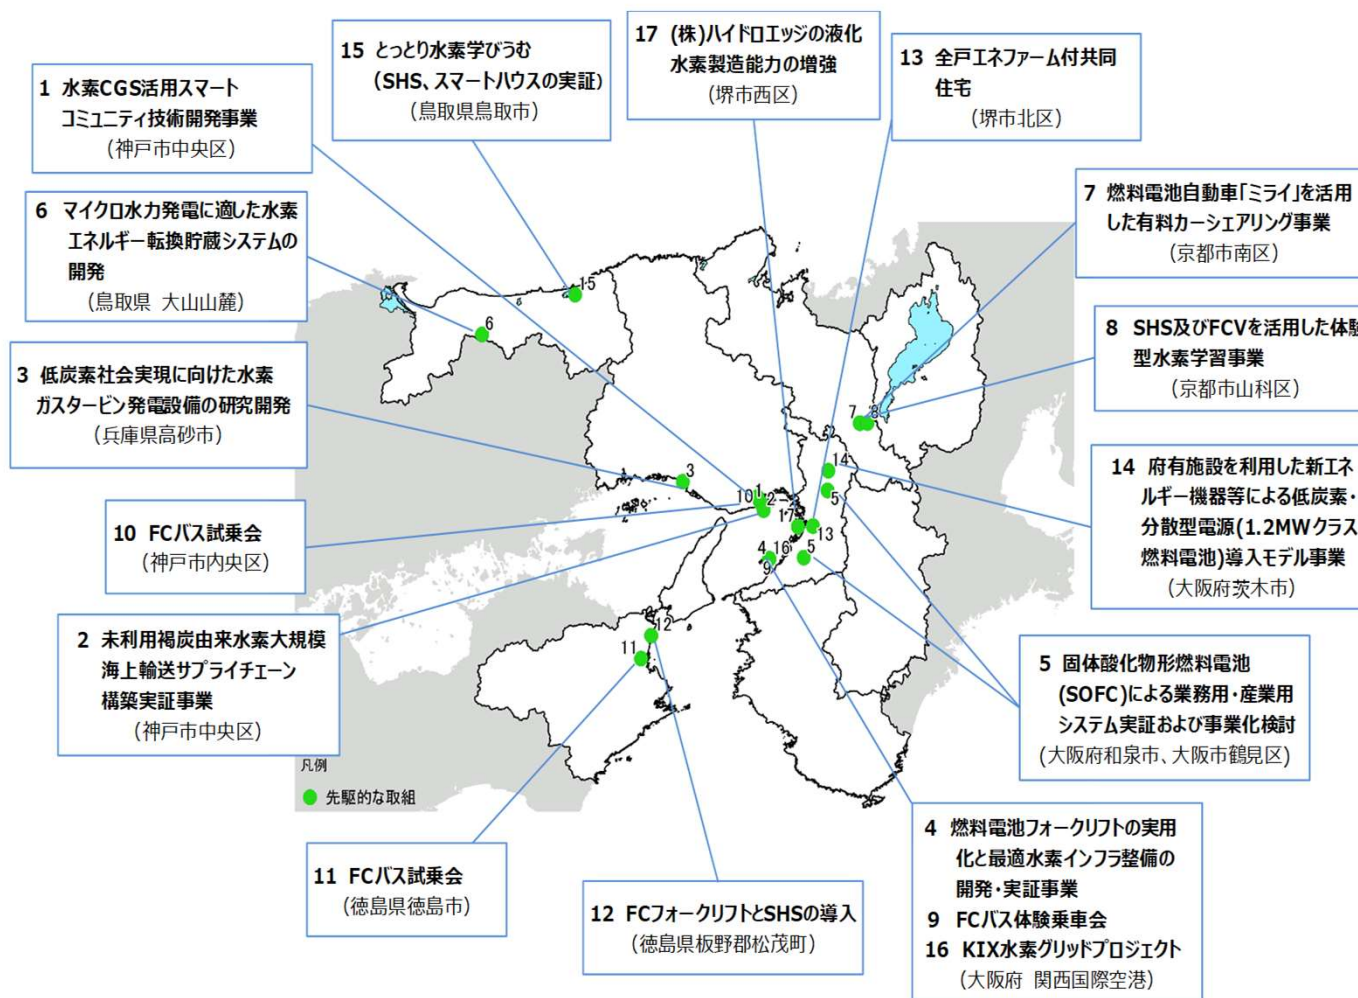 17 (株)ハイドロエッジの液化
水素製造能力の増強
(堺市西区)
15 とっとり水素学びうむ
(SHS、スマートハウスの実証)
(鳥取県鳥取市)
13 全戸エネファーム付共同
住宅
(堺市北区)
1 水素CGS活用スマート
コミュニティ技術開発事業
(神戸市中央区)
7 燃料電池自動車「ミライ」を活用
した有料カーシェアリング事業
(京都市南区)
6 マイクロ水力発電に適した水素
エネルギー転換貯蔵システムの
開発
(鳥取県 大山山麓)
8 SHS及びFCVを活用した体験
型水素学習事業
(京都市山科区)
3 低炭素社会実現に向けた水素
ガスタービン発電設備の研究開発
(兵庫県高砂市)
14 府有施設を利用した新エネ
ルギー機器等による低炭素・
分散型電源(1.2MWクラス
燃料電池)導入モデル事業
(大阪府茨木市)
10 FCバス試乗会
(神戸市内央区)
2 未利用褐炭由来水素大規模
海上輸送サプライチェーン
構築実証事業
(神戸市中央区)
5 固体酸化物形燃料電池
(SOFC)による業務用・産業用
システム実証および事業化検討
(大阪府和泉市、大阪市鶴見区)
15
6
7 8
14
3
5
10 1
2
17
13
4 16 5
9
12
11
凡例
先駆的な取組
4 燃料電池フォークリフトの実用
化と最適水素インフラ整備の
開発・実証事業
9 FCバス体験乗車会
16 KIX水素グリッドプロジェクト
(大阪府 関西国際空港)
11 FCバス試乗会
(徳島県徳島市)
12 FCフォークリフトとSHSの導入
(徳島県板野郡松茂町)